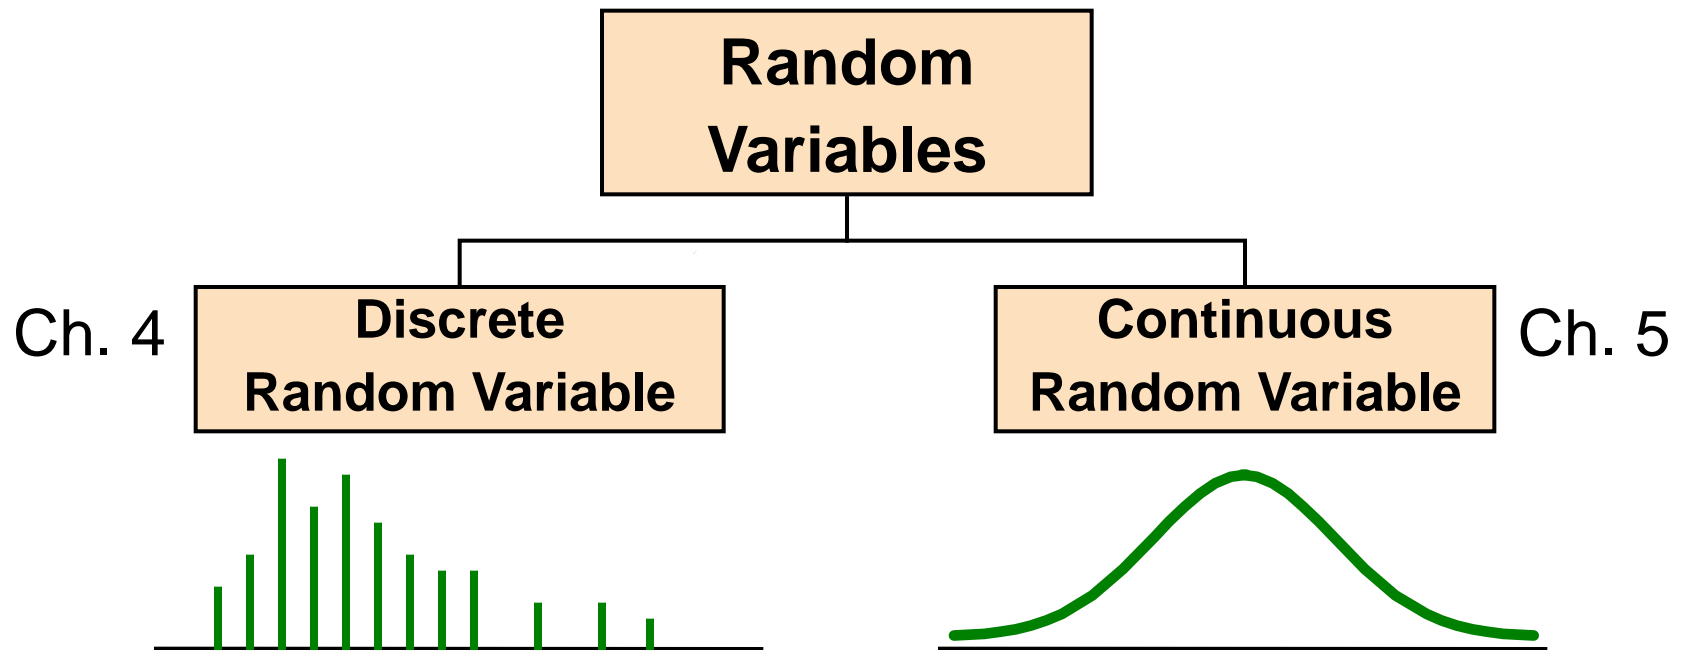 Random
Variables
Ch. 4
Discrete
Random Variable
Continuous
Random Variable
Ch. 5